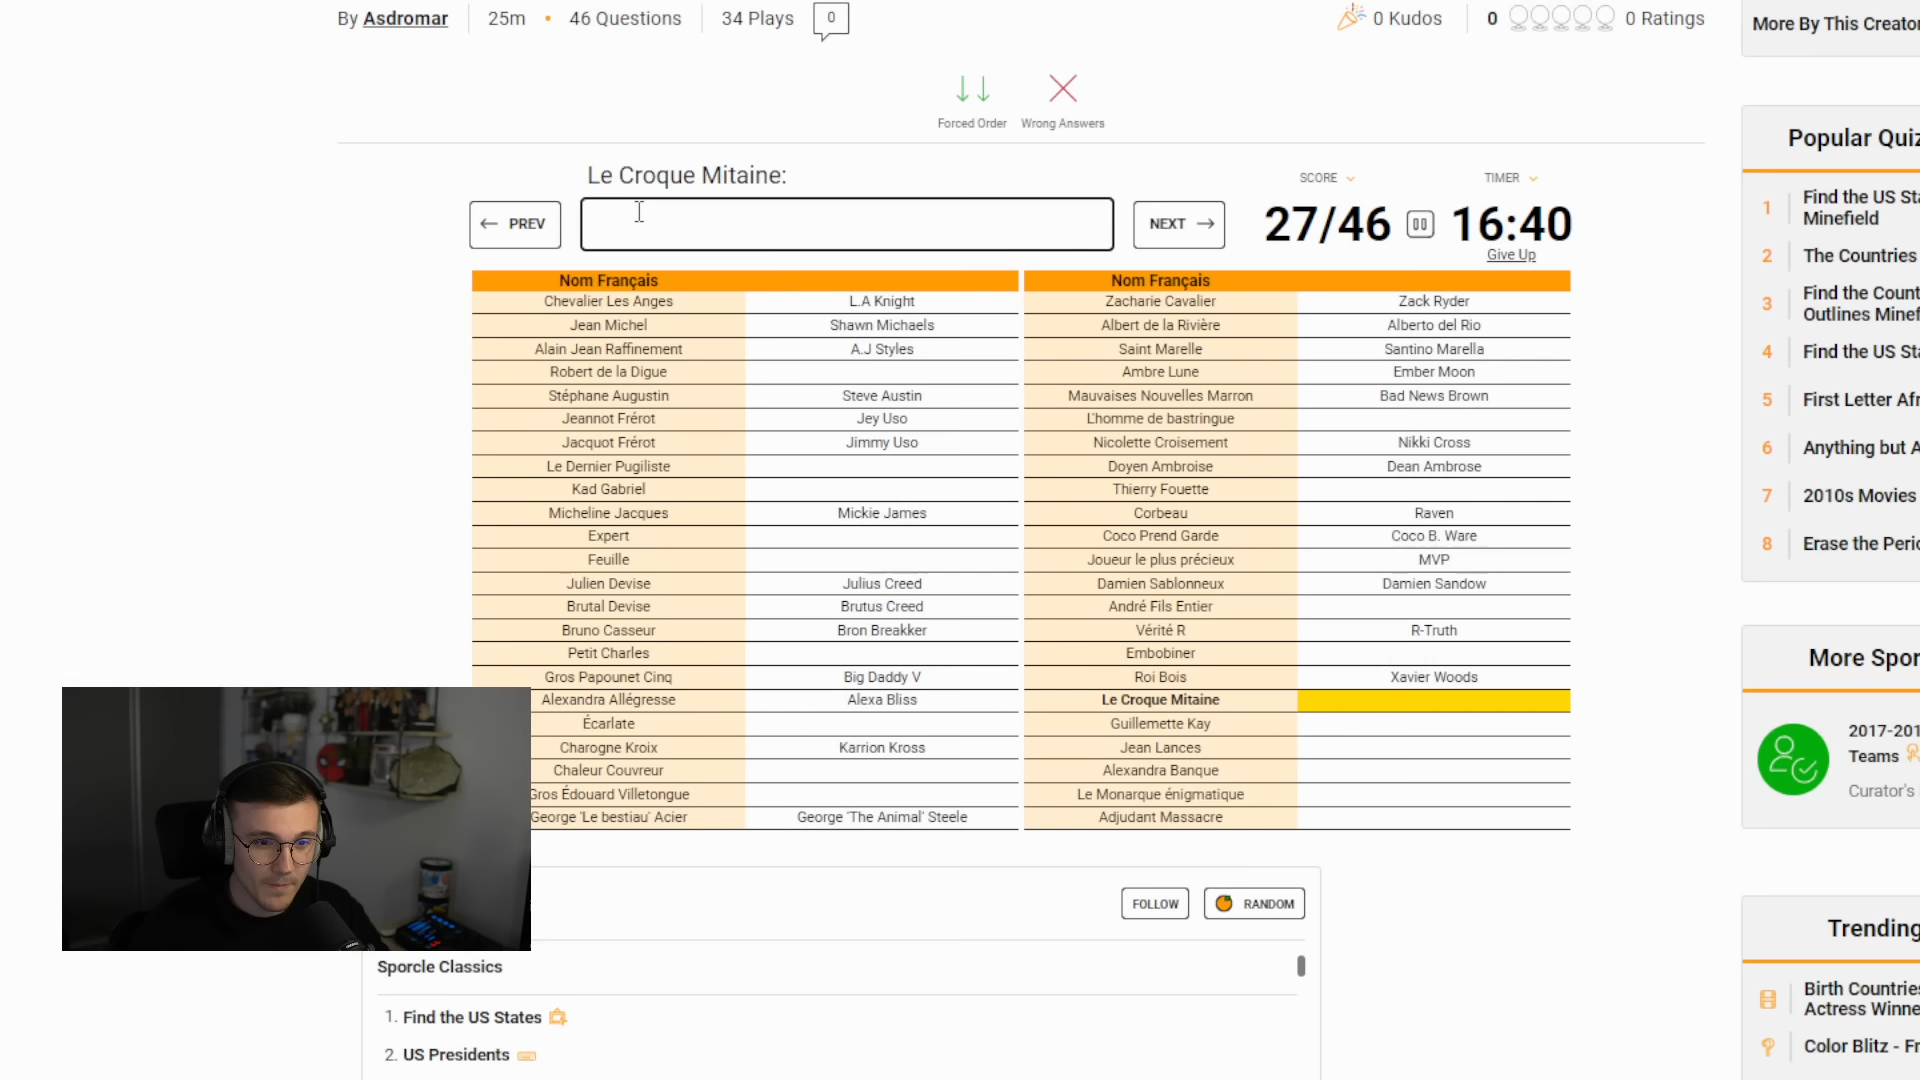 By Asdromar
25m • 46 Questions
34 Plays
0
0 Kudos
0
0 Ratings
More By This Creator
Forced Order
Wrong Answers
Le Croque Mitaine:
← PREV
NEXT →
SCORE
27/46
TIMER
16:40
Give Up
Nom Français
Chevalier Les Anges L.A Knight
Jean Michel Shawn Michaels
Alain Jean Raffinement A.J Styles
Robert de la Digue
Stéphane Augustin Steve Austin
Jeannot Frérot Jey Uso
Jacquot Frérot Jimmy Uso
Le Dernier Pugiliste
Kad Gabriel
Micheline Jacques Mickie James
Expert
Feuille
Julien Devise Julius Creed
Brutal Devise Brutus Creed
Bruno Casseur Bron Breakker
Petit Charles
Gros Papounet Cinq Big Daddy V
Alexandra Allégresse Alexa Bliss
Écarlate
Charogne Kroix Karrion Kross
Chaleur Couvreur
Gros Édouard Villetongue
George 'Le bestiau' Acier George 'The Animal' Steele
Nom Français
Zacharie Cavalier Zack Ryder
Albert de la Rivière Alberto del Rio
Saint Marelle Santino Marella
Ambre Lune Ember Moon
Mauvaises Nouvelles Marron Bad News Brown
L'homme de bastringue
Nicolette Croisement Nikki Cross
Doyen Ambroise Dean Ambrose
Thierry Fouette
Corbeau Raven
Coco Prend Garde Coco B. Ware
Joueur le plus précieux MVP
Damien Sablonneux Damien Sandow
André Fils Entier
Vérité R R-Truth
Embobiner
Roi Bois Xavier Woods
Le Croque Mitaine
Guillemette Kay
Jean Lances
Alexandra Banque
Le Monarque énigmatique
Adjudant Massacre
FOLLOW
RANDOM
Sporcle Classics
1. Find the US States
2. US Presidents
Popular Quiz
1 Find the US Sta
Minefield
2 The Countries
3 Find the Count
Outlines Minef
4 Find the US Sta
5 First Letter Afr
6 Anything but A
7 2010s Movies
8 Erase the Perio
More Spor
2017-201
Teams
Curator's
Trending
Birth Countries
Actress Winne
Color Blitz - Fr